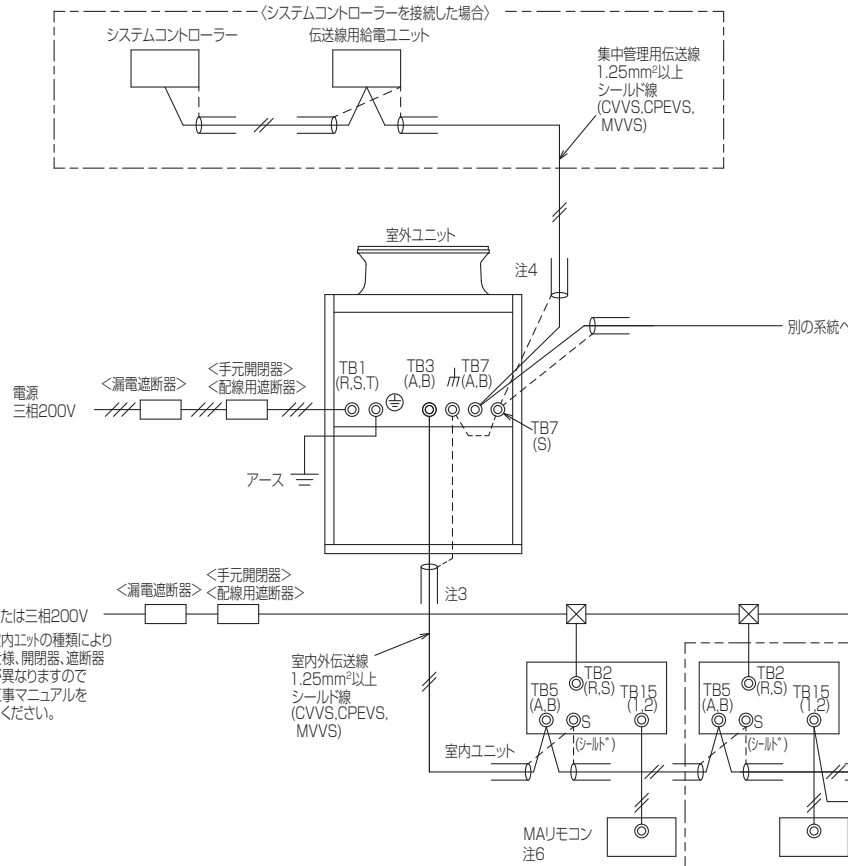 〈システムコントローラーを接続した場合〉
システムコントローラー
伝送線用給電ユニット
集中管理用伝送線
1.25mm²以上
シールド線
(CVVS,CPEVS,
MVVS)
室外ユニット
注4
別の系統へ
TB1
(R,S,T)
TB3
(A,B)
TB7
(A,B)
TB7
(S)
電源
三相200V
<漏電遮断器>
<手元開閉器>
<配線用遮断器>
アース
注3
<漏電遮断器>
<手元開閉器>
<配線用遮断器>
たは三相200V
内ユニットの種類により
様、開閉器、遮断器
異なりますので
事マニュアルを
ください。
室内外伝送線
1.25mm²以上
シールド線
(CVVS,CPEVS,
MVVS)
室内ユニット
TB2
(R,S)
TB5
(A,B)
TB15
(1,2)
S
(シールド)
TB2
(R,S)
TB5
(A,B)
TB15
(1,2)
S
(シールド)
MAリモコン
注6